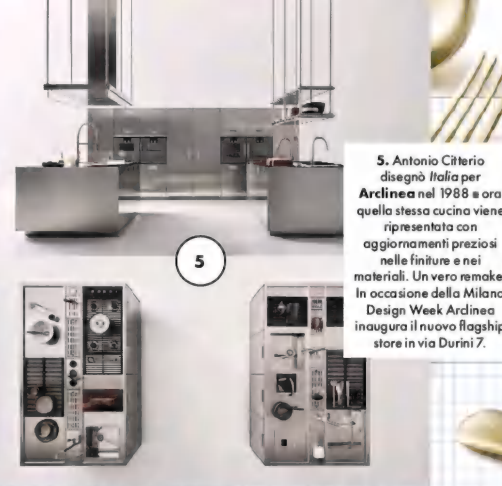 5
5. Antonio Citterio
disegnò Italia per
Arclinea nel 1988 e ora
quella stessa cucina viene
ripresentata con
aggiornamenti preziosi
nelle finiture e nei
materiali. Un vero remake.
In occasione della Milano
Design Week Arclinea
inaugura il nuovo flagship
store in via Durini 7.